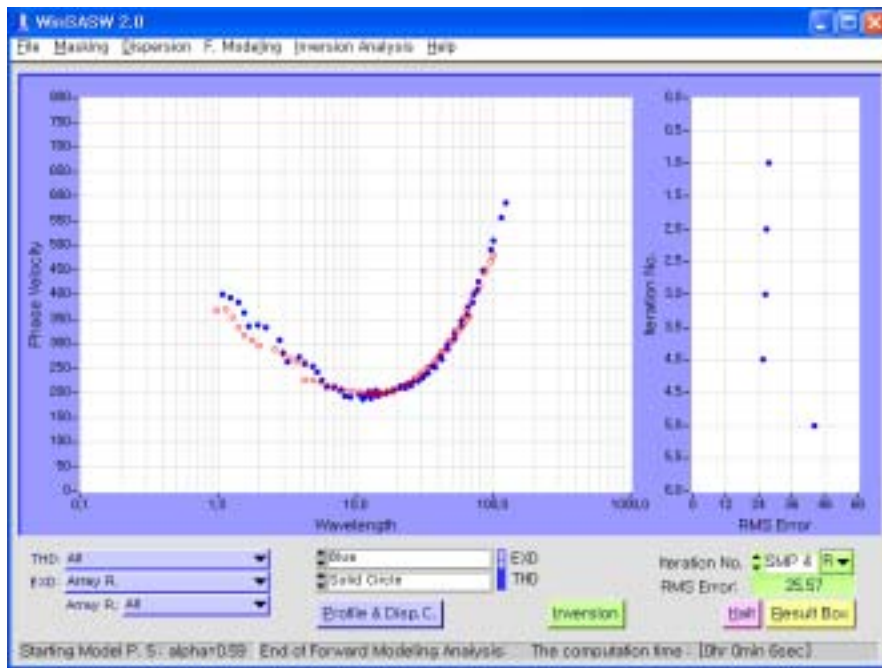 WinSASW 2.0
File Masking Dispersion F. Modeling Inversion Analysis Help
Phase Velocity
800
750
700
650
600
550
500
450
400
350
300
250
200
150
100
50
0
0,1 1,0 10,0 100,0 1000,0
Wavelength
Iteration No.
0,0
0,5
1,0
1,5
2,0
2,5
3,0
3,5
4,0
4,5
5,0
5,5
6,0
0 12 24 36 48 60
RMS Error
THD: All
EXD: Array R.
Array R.: All
Blue
Solid Circle
EXD
THD
Profile & Disp.C.
Inversion
Iteration No. SMP 4 R
RMS Error: 25.57
Halt Result Box
Starting Model P. 5 : alpha=0.59 End of Forward Modeling Analysis The computation time : [0hr 0min 6sec]